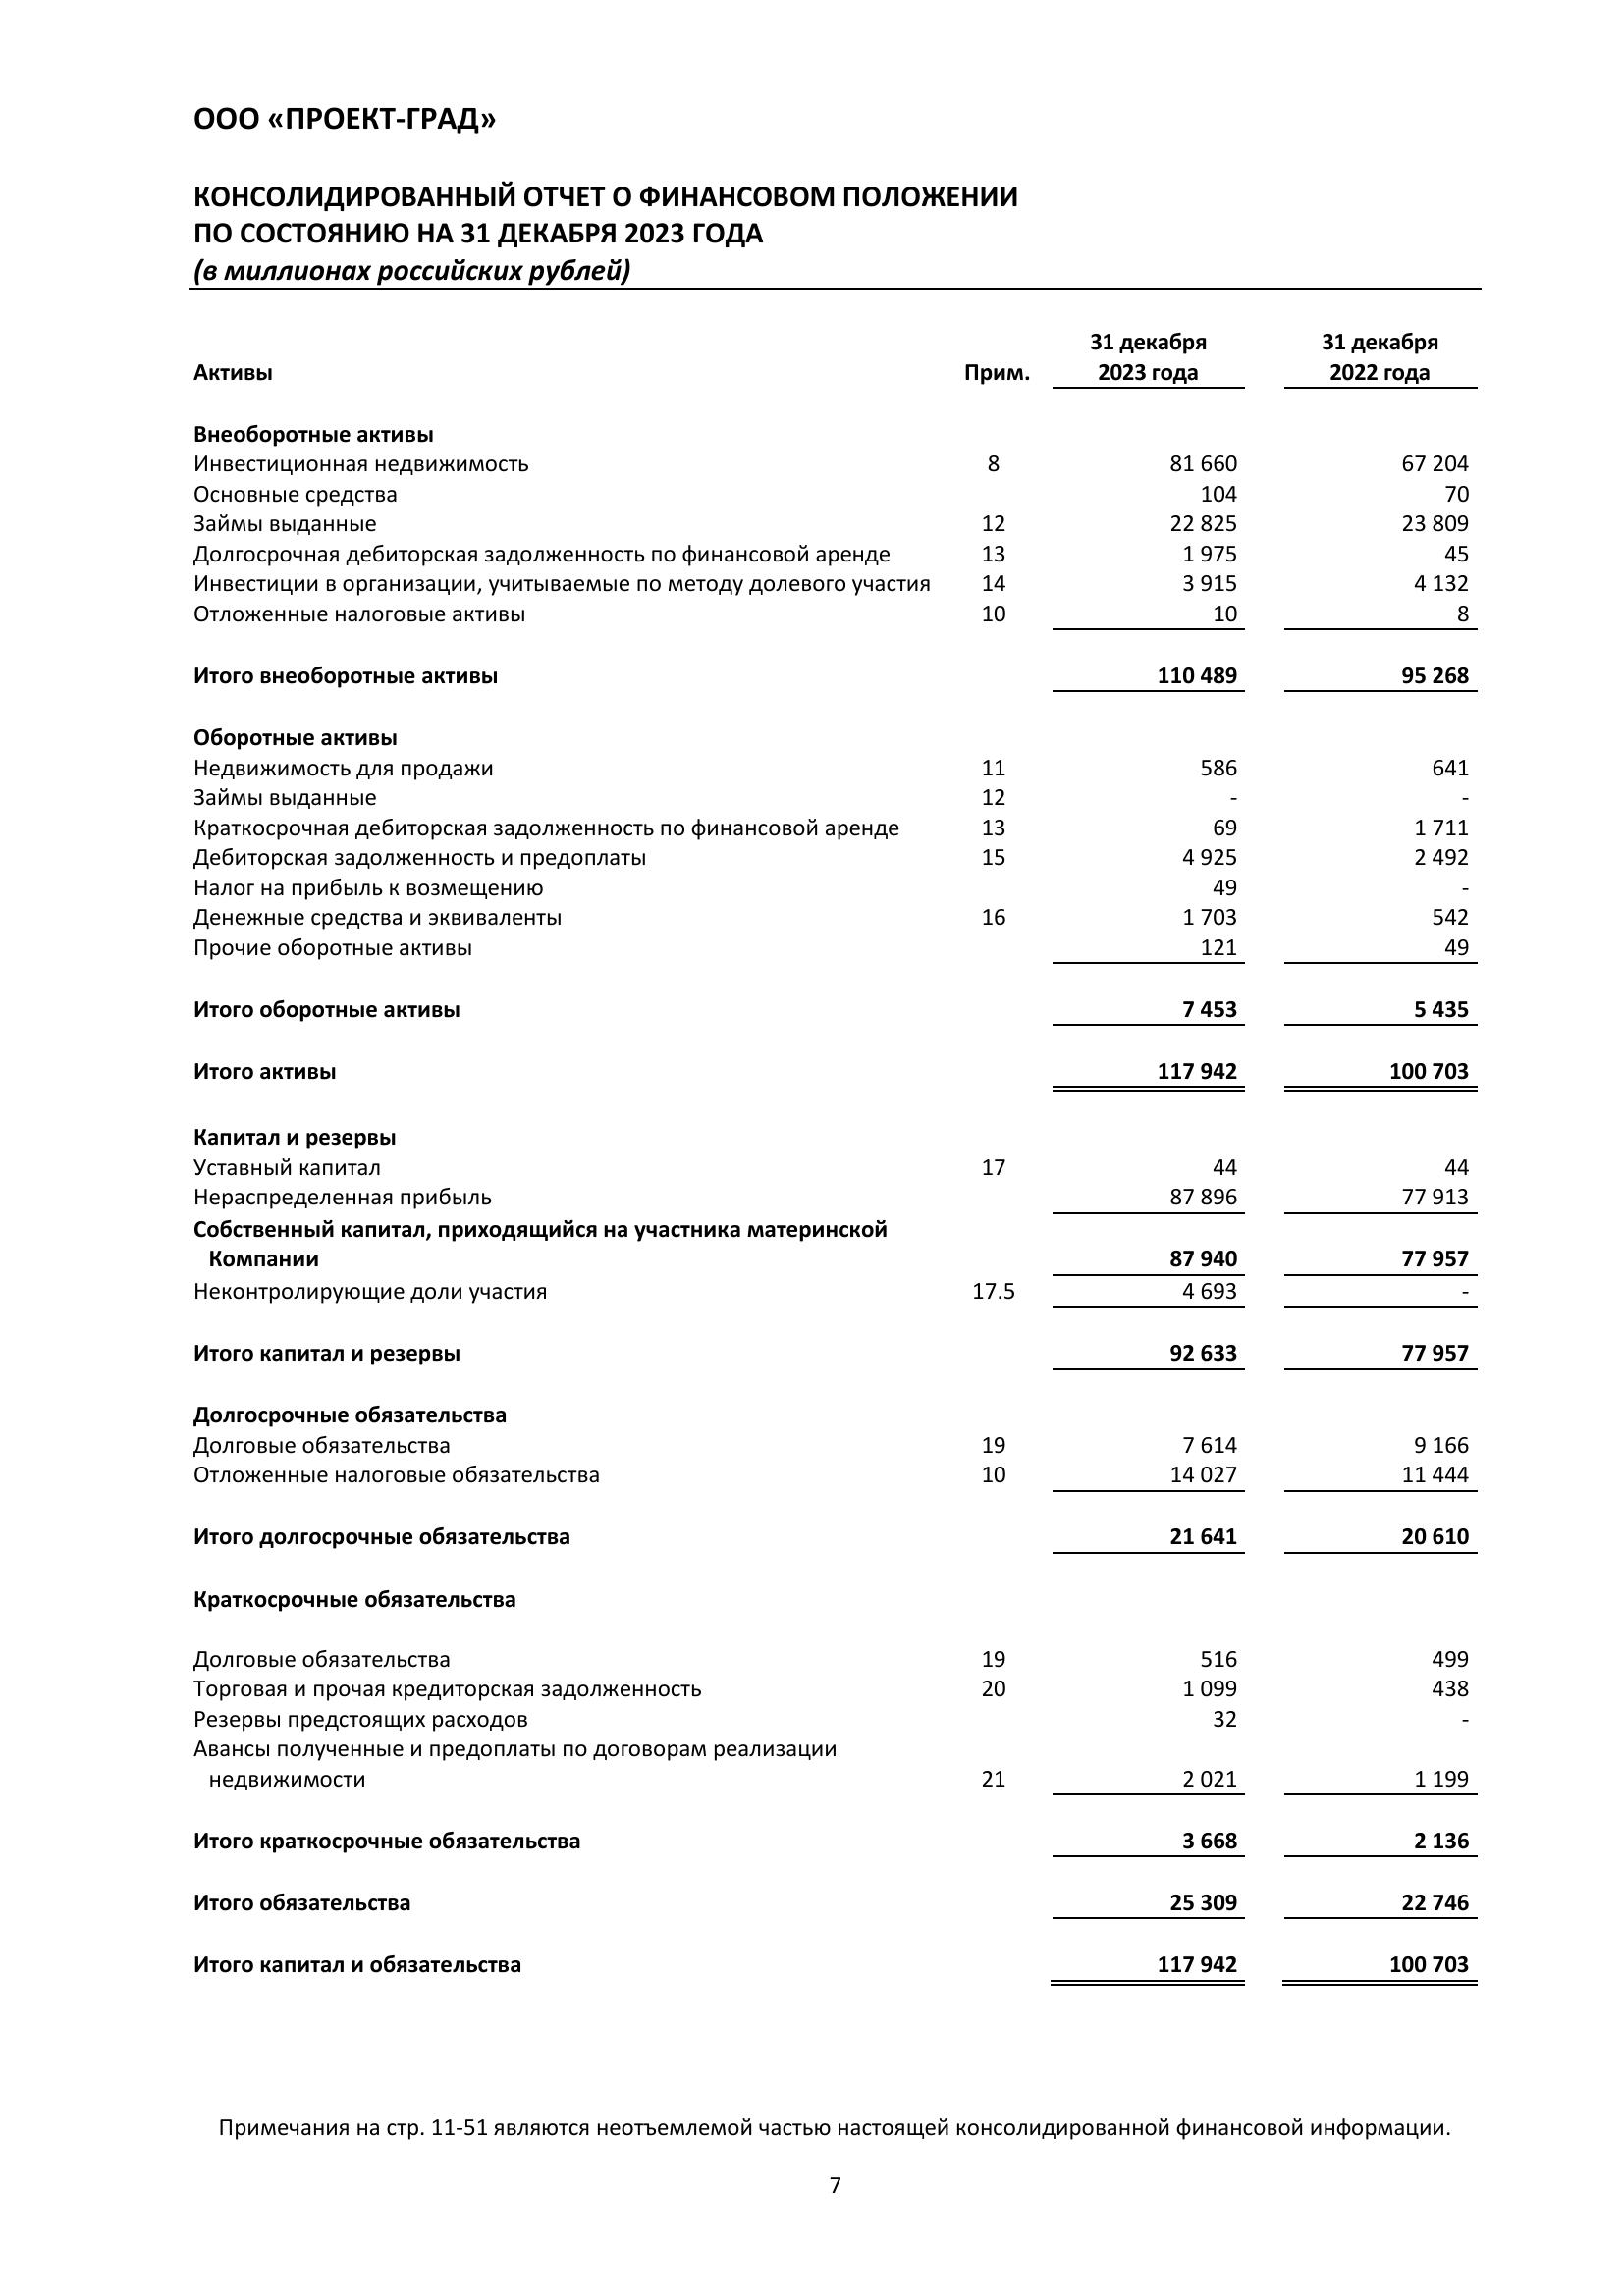 ООО «ПРОЕКТ-ГРАД»
КОНСОЛИДИРОВАННЫЙ ОТЧЕТ О ФИНАНСОВОМ ПОЛОЖЕНИИ
ПО СОСТОЯНИЮ НА 31 ДЕКАБРЯ 2023 ГОДА
(в миллионах российских рублей)
31 декабря 31 декабря
Активы Прим. 2023 года 2022 года
Внеоборотные активы
Инвестиционная недвижимость 8 81 660 67 204
Основные средства 104 70
Займы выданные 12 22 825 23 809
Долгосрочная дебиторская задолженность по финансовой аренде 13 1 975 45
Инвестиции в организации, учитываемые по методу долевого участия 14 3 915 4 132
Отложенные налоговые активы 10 10 8
Итого внеоборотные активы 110 489 95 268
Оборотные активы
Недвижимость для продажи 11 586 641
Займы выданные 12 - -
Краткосрочная дебиторская задолженность по финансовой аренде 13 69 1 711
Дебиторская задолженность и предоплаты 15 4 925 2 492
Налог на прибыль к возмещению 49 -
Денежные средства и эквиваленты 16 1 703 542
Прочие оборотные активы 121 49
Итого оборотные активы 7 453 5 435
Итого активы 117 942 100 703
Капитал и резервы
Уставный капитал 17 44 44
Нераспределенная прибыль 87 896 77 913
Собственный капитал, приходящийся на участника материнской
Компании 87 940 77 957
Неконтролирующие доли участия 17.5 4 693 -
Итого капитал и резервы 92 633 77 957
Долгосрочные обязательства
Долговые обязательства 19 7 614 9 166
Отложенные налоговые обязательства 10 14 027 11 444
Итого долгосрочные обязательства 21 641 20 610
Краткосрочные обязательства
Долговые обязательства 19 516 499
Торговая и прочая кредиторская задолженность 20 1 099 438
Резервы предстоящих расходов 32 -
Авансы полученные и предоплаты по договорам реализации
недвижимости 21 2 021 1 199
Итого краткосрочные обязательства 3 668 2 136
Итого обязательства 25 309 22 746
Итого капитал и обязательства 117 942 100 703
Примечания на стр. 11-51 являются неотъемлемой частью настоящей консолидированной финансовой информации.
7